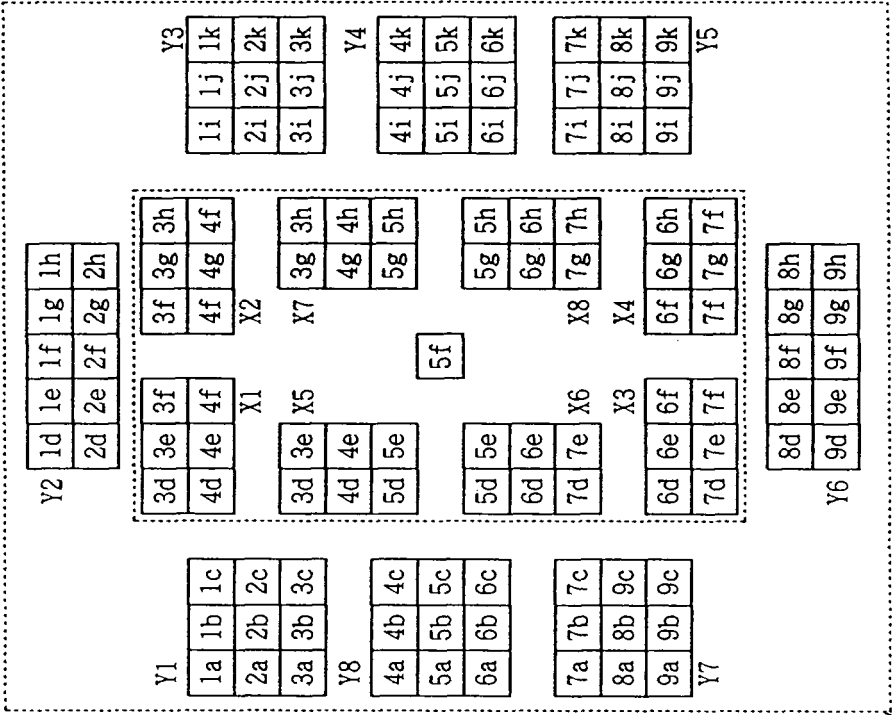 Y2 1d 1e 1f 1g 1h
2d 2e 2f 2g 2h
Y1 3d 3e 3f 3f 3g 3h Y3
1a 1b 1c 4d 4e 4f 4f 4g 4f 1i 1j 1k
2a 2b 2c X1 X2 2i 2j 2k
3a 3b 3c 3d 3e X5 X7 3g 3h 3i 3j 3k
Y8 4d 4e 4g 4h Y4
4a 4b 4c 5d 5e 5g 5h 4i 4j 4k
5a 5b 5c 5f 5i 5j 5k
6a 6b 6c 5d 5e 5g 5h 6i 6j 6k
6d 6e 6g 6h
7a 7b 7c 7d 7e X6 X8 7g 7h 7i 7j 7k
8a 8b 9c X3 X4 8i 8j 8k
9a 9b 9c 6d 6e 6f 6f 6g 6h 9i 9j 9k
Y7 7d 7e 7f 7f 7g 7f Y5
8d 8e 8f 8g 8h
Y6 9d 9e 9f 9g 9h